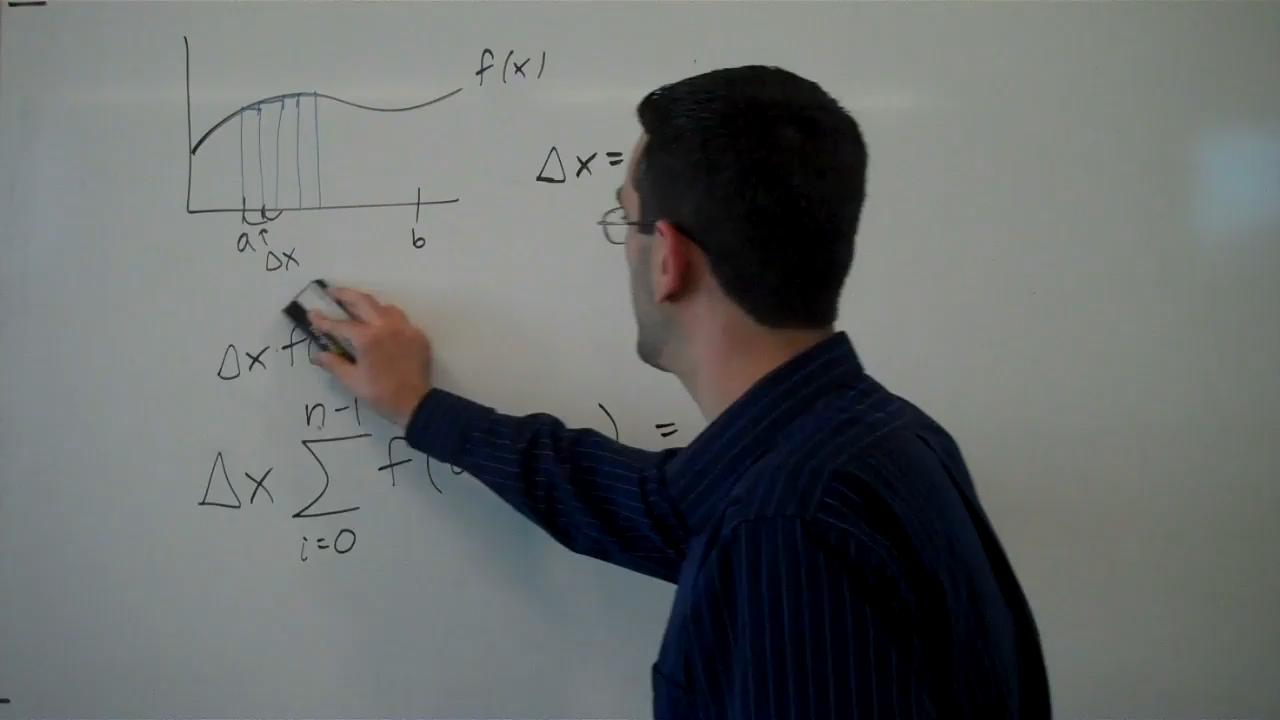 f(x)
Δx=
a
b
Δx
Δx·f(
n-1
Δx Σ f( ) =
i=0